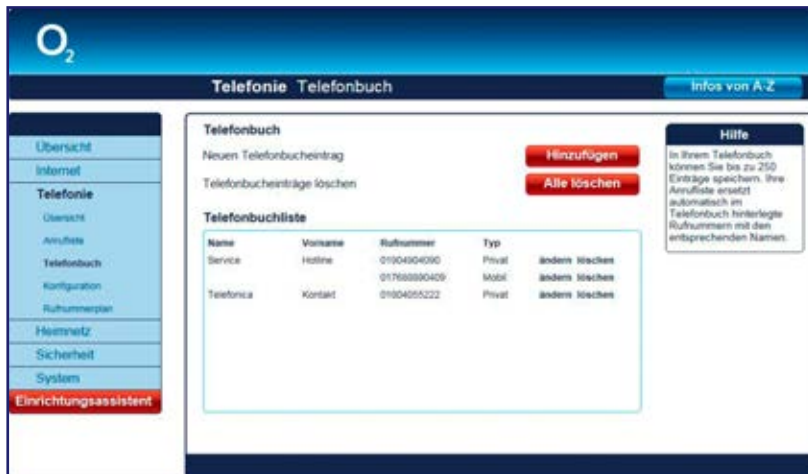 O2
Telefonie Telefonbuch
Infos von A-Z
Übersicht
Internet
Telefonie
Übersicht
Anrufliste
Telefonbuch
Konfiguration
Rufnummernplan
Heimnetz
Sicherheit
System
Einrichtungsassistent
Telefonbuch
Neuen Telefonbucheintrag
Hinzufügen
Telefonbucheinträge löschen
Alle löschen
Telefonbuchliste
Name Vorname Rufnummer Typ
Service Hotline Privat ändern löschen
Mobil ändern löschen
Telefonica Kontakt Privat ändern löschen
Hilfe
In Ihrem Telefonbuch
können Sie bis zu 250
Einträge speichern. Ihre
Anrufliste ersetzt
automatisch im
Telefonbuch hinterlegte
Rufnummern mit den
entsprechenden Namen.